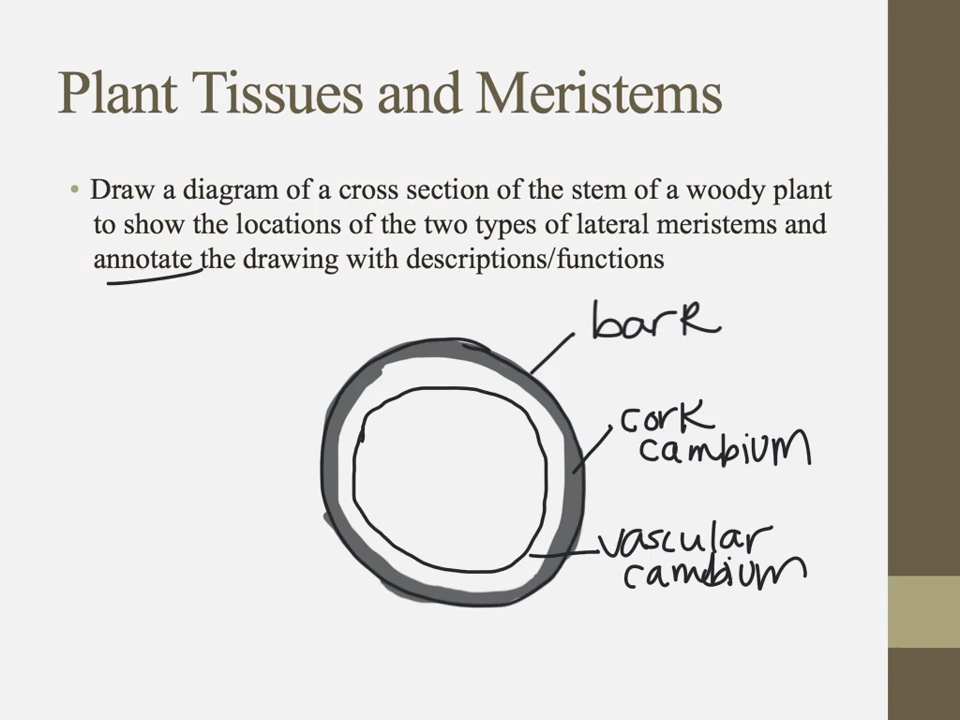 Plant Tissues and Meristems
• Draw a diagram of a cross section of the stem of a woody plant
to show the locations of the two types of lateral meristems and
annotate the drawing with descriptions/functions
bark
cork
cambium
vascular
cambium